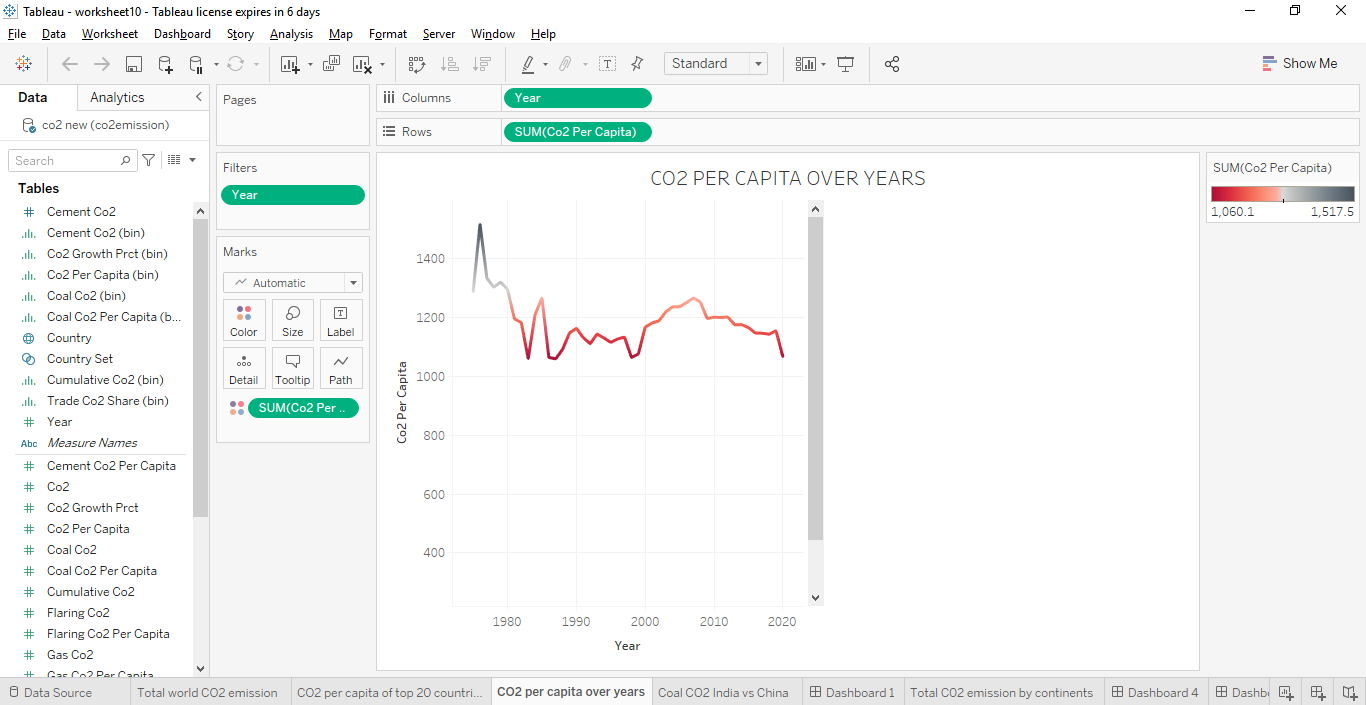 Tableau - worksheet10 - Tableau license expires in 6 days
File Data Worksheet Dashboard Story Analysis Map Format Server Window Help
Standard
Show Me
Data Analytics
co2 new (co2emission)
Search
Tables
Cement Co2
Cement Co2 (bin)
Co2 Growth Prct (bin)
Co2 Per Capita (bin)
Coal Co2 (bin)
Coal Co2 Per Capita (b...
Country
Country Set
Cumulative Co2 (bin)
Trade Co2 Share (bin)
Year
Abc Measure Names
Cement Co2 Per Capita
Co2
Co2 Growth Prct
Co2 Per Capita
Coal Co2
Coal Co2 Per Capita
Cumulative Co2
Flaring Co2
Flaring Co2 Per Capita
Gas Co2
Gas Co2 Per Capita
Pages
Filters
Year
Marks
Automatic
Color Size Label
Detail Tooltip Path
SUM(Co2 Per ..
Columns Year
Rows SUM(Co2 Per Capita)
CO2 PER CAPITA OVER YEARS
Co2 Per Capita
1400
1200
1000
800
600
400
1980 1990 2000 2010 2020
Year
SUM(Co2 Per Capita)
1,060.1 1,517.5
Data Source Total world CO2 emission CO2 per capita of top 20 countri... CO2 per capita over years Coal CO2 India vs China Dashboard 1 Total CO2 emission by continents Dashboard 4 Dashb